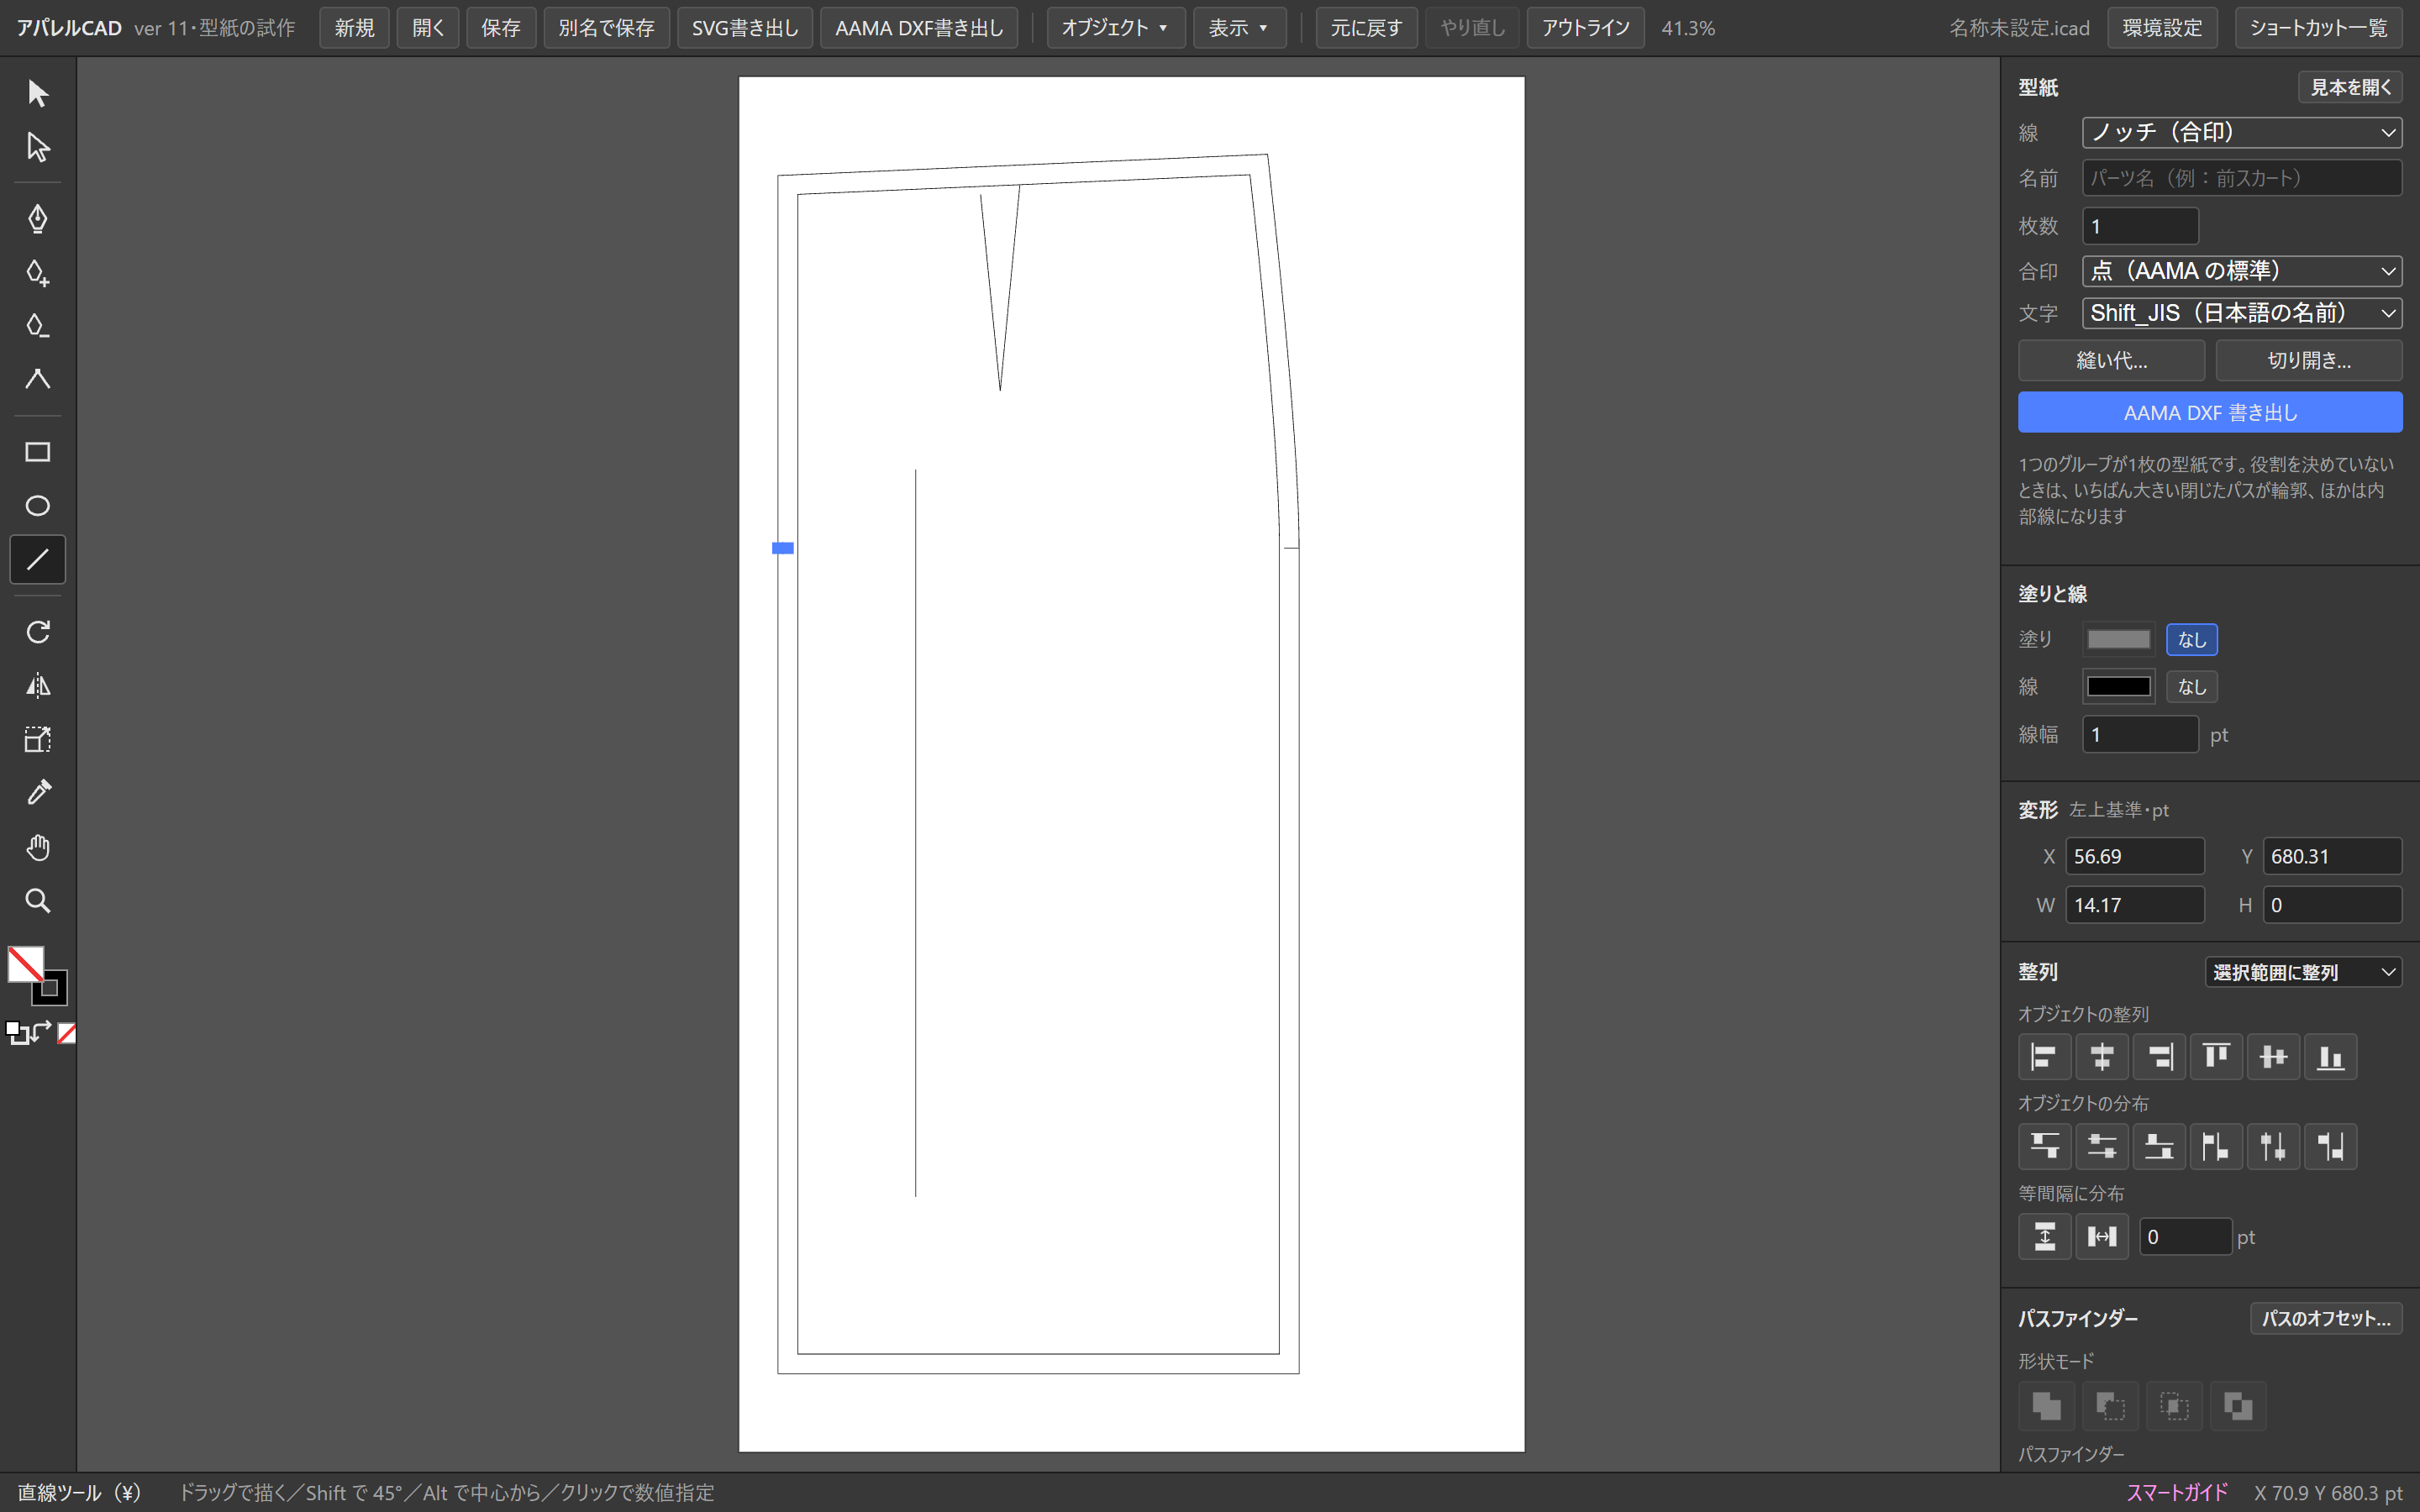 アパレルCAD ver 11・型紙の試作 新規 開く 保存 別名で保存 SVG書き出し AAMA DXF書き出し オブジェクト ▼ 表示 ▼ 元に戻す やり直し アウトライン 41.3% 名称未設定.icad 環境設定 ショートカット一覧
型紙 見本を開く
線 ノッチ（合印）
名前 パーツ名（例：前スカート）
枚数 1
合印 点（AAMA の標準）
文字 Shift_JIS（日本語の名前）
縫い代... 切り開き...
AAMA DXF 書き出し
1つのグループが1枚の型紙です。役割を決めていない
ときは、いちばん大きい閉じたパスが輪郭、ほかは内
部線になります
塗りと線
塗り なし
線 なし
線幅 1 pt
変形 左上基準・pt
X 56.69 Y 680.31
W 14.17 H 0
整列 選択範囲に整列
オブジェクトの整列
オブジェクトの分布
等間隔に分布
0 pt
パスファインダー パスのオフセット...
形状モード
パスファインダー
直線ツール（¥） ドラッグで描く／Shift で 45°／Alt で中心から／クリックで数値指定 スマートガイド X 70.9 Y 680.3 pt